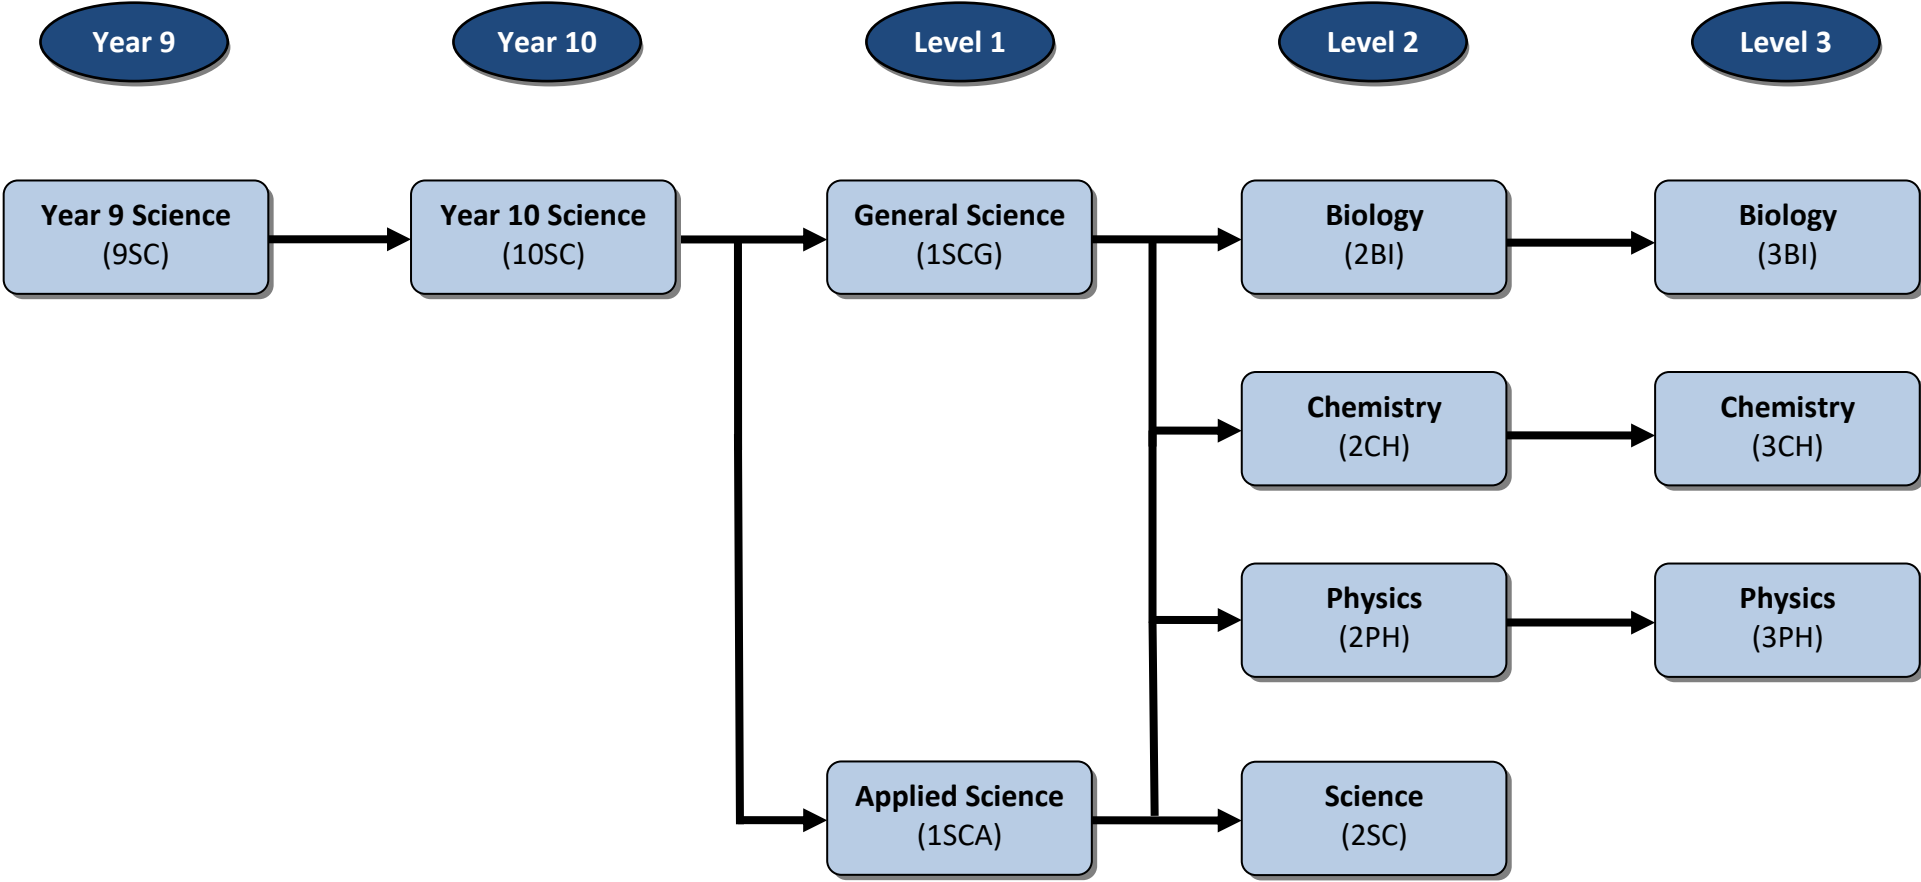 Year 9
Year 10
Level 1
Level 2
Level 3
Year 9 Science
(9SC)
Year 10 Science
(10SC)
General Science
(1SCG)
Biology
(2BI)
Biology
(3BI)
Chemistry
(2CH)
Chemistry
(3CH)
Physics
(2PH)
Physics
(3PH)
Applied Science
(1SCA)
Science
(2SC)